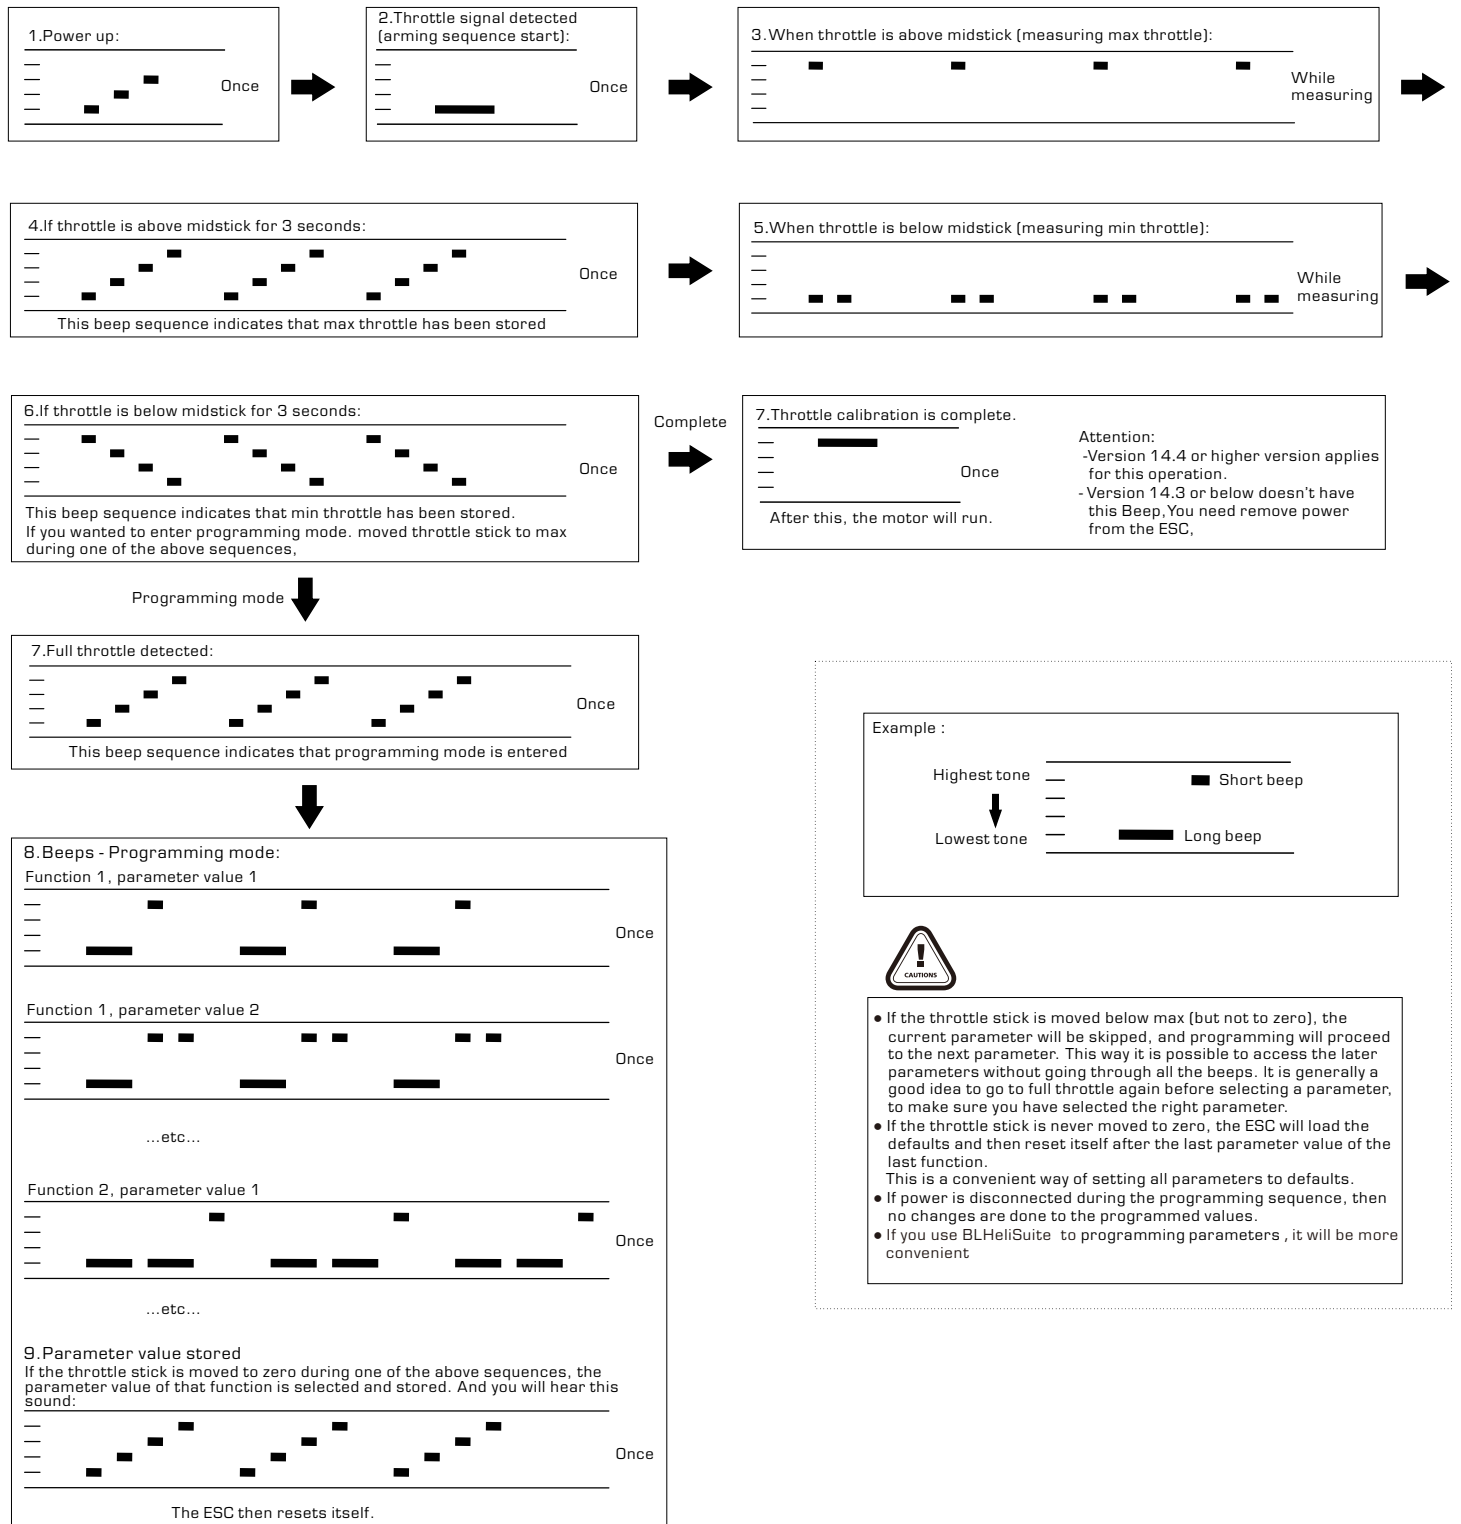 1.Power up:
Once
2.Throttle signal detected
(arming sequence start):
Once
3.When throttle is above midstick (measuring max throttle):
While
measuring
4.If throttle is above midstick for 3 seconds:
Once
This beep sequence indicates that max throttle has been stored
5.When throttle is below midstick (measuring min throttle):
While
measuring
6.If throttle is below midstick for 3 seconds:
Once
This beep sequence indicates that min throttle has been stored.
If you wanted to enter programming mode. moved throttle stick to max
during one of the above sequences,
Complete
7.Throttle calibration is complete.
Once
After this, the motor will run.
Attention:
-Version 14.4 or higher version applies
for this operation.
- Version 14.3 or below doesn't have
this Beep,You need remove power
from the ESC,
Programming mode
7.Full throttle detected:
Once
This beep sequence indicates that programming mode is entered
8.Beeps - Programming mode:
Function 1, parameter value 1
Once
Function 1, parameter value 2
Once
...etc...
Function 2, parameter value 1
Once
...etc...
9.Parameter value stored
If the throttle stick is moved to zero during one of the above sequences, the
parameter value of that function is selected and stored. And you will hear this
sound:
Once
The ESC then resets itself.
Example :
Highest tone
Short beep
Lowest tone
Long beep
CAUTIONS
● If the throttle stick is moved below max (but not to zero), the
current parameter will be skipped, and programming will proceed
to the next parameter. This way it is possible to access the later
parameters without going through all the beeps. It is generally a
good idea to go to full throttle again before selecting a parameter,
to make sure you have selected the right parameter.
● If the throttle stick is never moved to zero, the ESC will load the
defaults and then reset itself after the last parameter value of the
last function.
This is a convenient way of setting all parameters to defaults.
● If power is disconnected during the programming sequence, then
no changes are done to the programmed values.
● If you use BLHeliSuite to programming parameters , it will be more
convenient